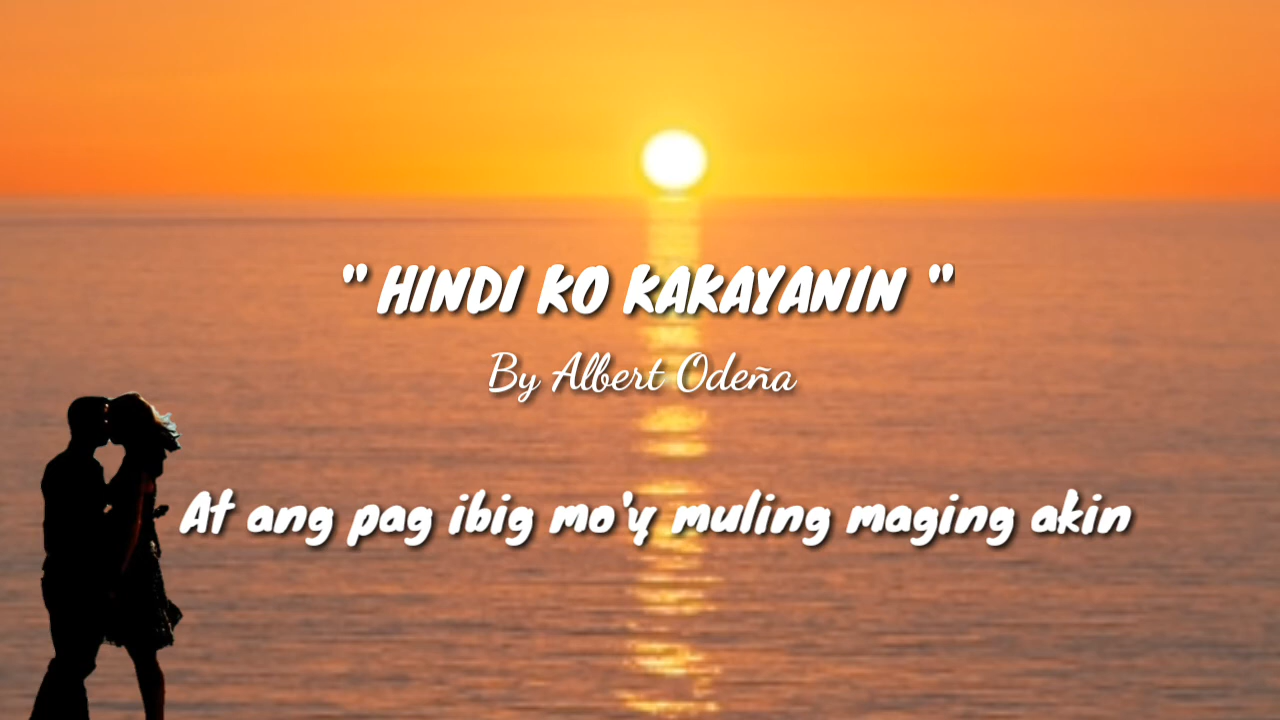 " HINDI KO KAKAYANIN "
By Albert Odeña
At ang pag ibig mo'y muling maging akin